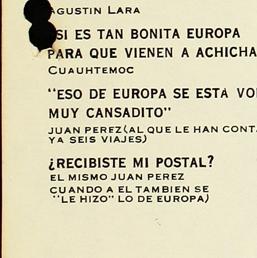 AGUSTIN LARA
SI ES TAN BONITA EUROPA
PARA QUE VIENEN A ACHICHA
CUAUHTEMOC
"ESO DE EUROPA SE ESTA VO
MUY CANSADITO"
JUAN PEREZ (AL QUE LE HAN CONT
YA SEIS VIAJES)
¿RECIBISTE MI POSTAL?
EL MISMO JUAN PEREZ
CUANDO A EL TAMBIEN SE
"LE HIZO" LO DE EUROPA)